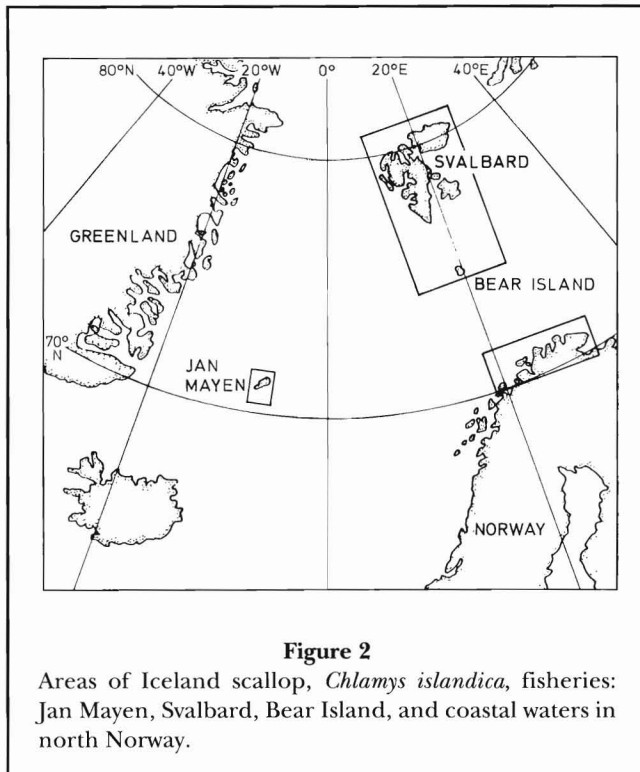 80°N 40°W 20°W 0° 20°E 40°E
SVALBARD
GREENLAND
BEAR ISLAND
70°
N
JAN
MAYEN
NORWAY
Figure 2
Areas of Iceland scallop, Chlamys islandica, fisheries:
Jan Mayen, Svalbard, Bear Island, and coastal waters in
north Norway.